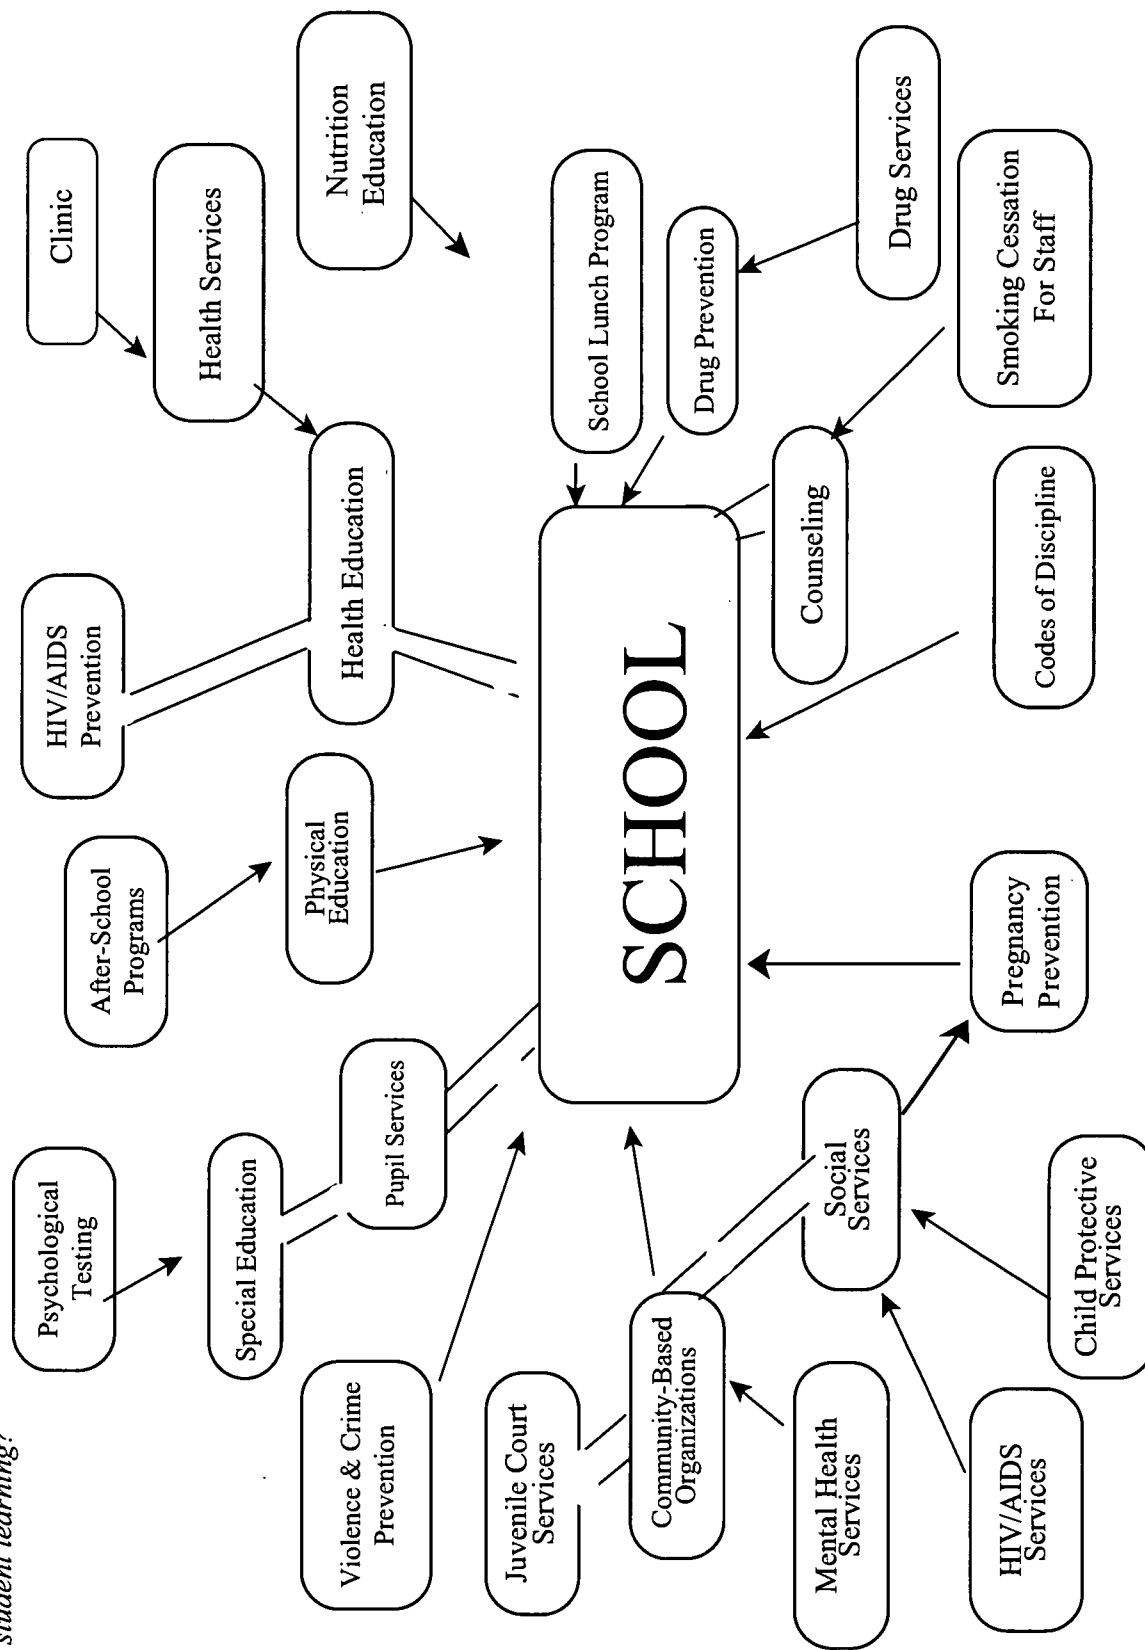 student learning?
Psychological
Testing
After-School
Programs
HIV/AIDS
Prevention
Clinic
Special Education
Health Services
Violence & Crime
Prevention
Pupil Services
Physical
Education
Health Education
Nutrition
Education
Juvenile Court
Services
School Lunch Program
Community-Based
Organizations
SCHOOL
Drug Prevention
Mental Health
Services
Social
Services
Counseling
Drug Services
HIV/AIDS
Services
Child Protective
Services
Pregnancy
Prevention
Codes of Discipline
Smoking Cessation
For Staff